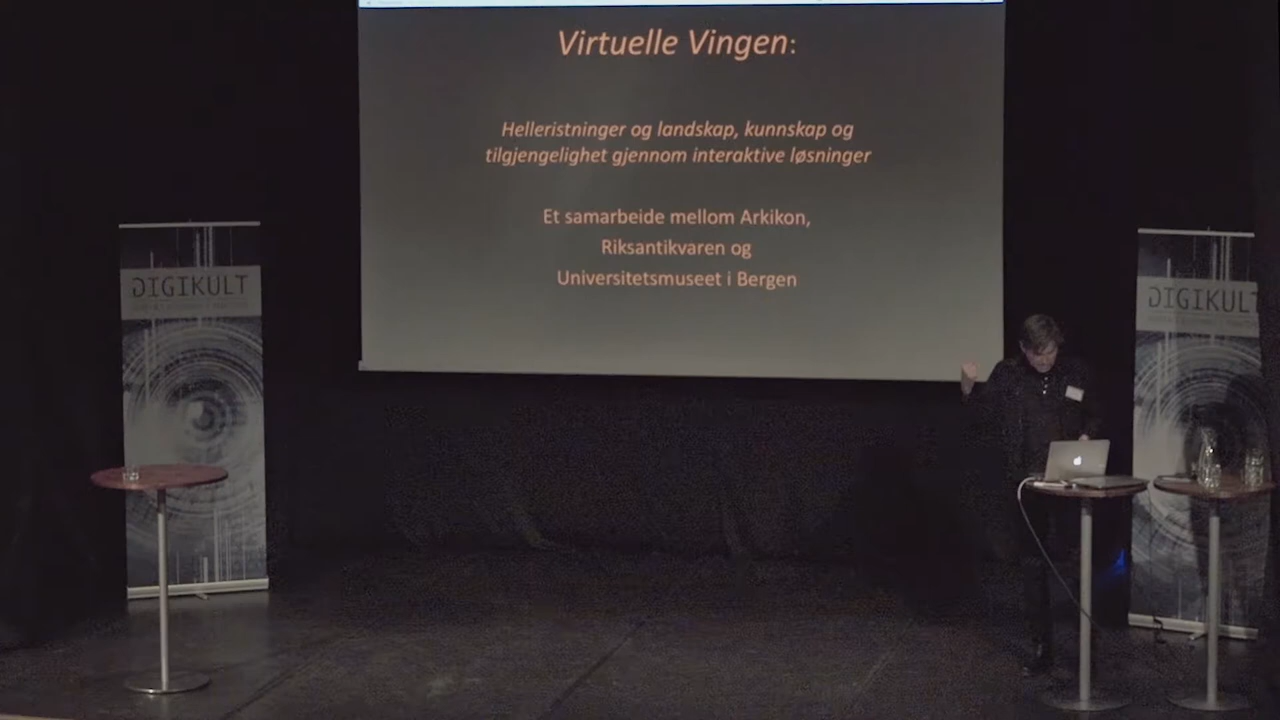 Virtuelle Vingen:
Helleristninger og landskap, kunnskap og
tilgjengelighet gjennom interaktive løsninger
Et samarbeide mellom Arkikon,
Riksantikvaren og
Universitetsmuseet i Bergen
DIGIKULT
DIGIKULT